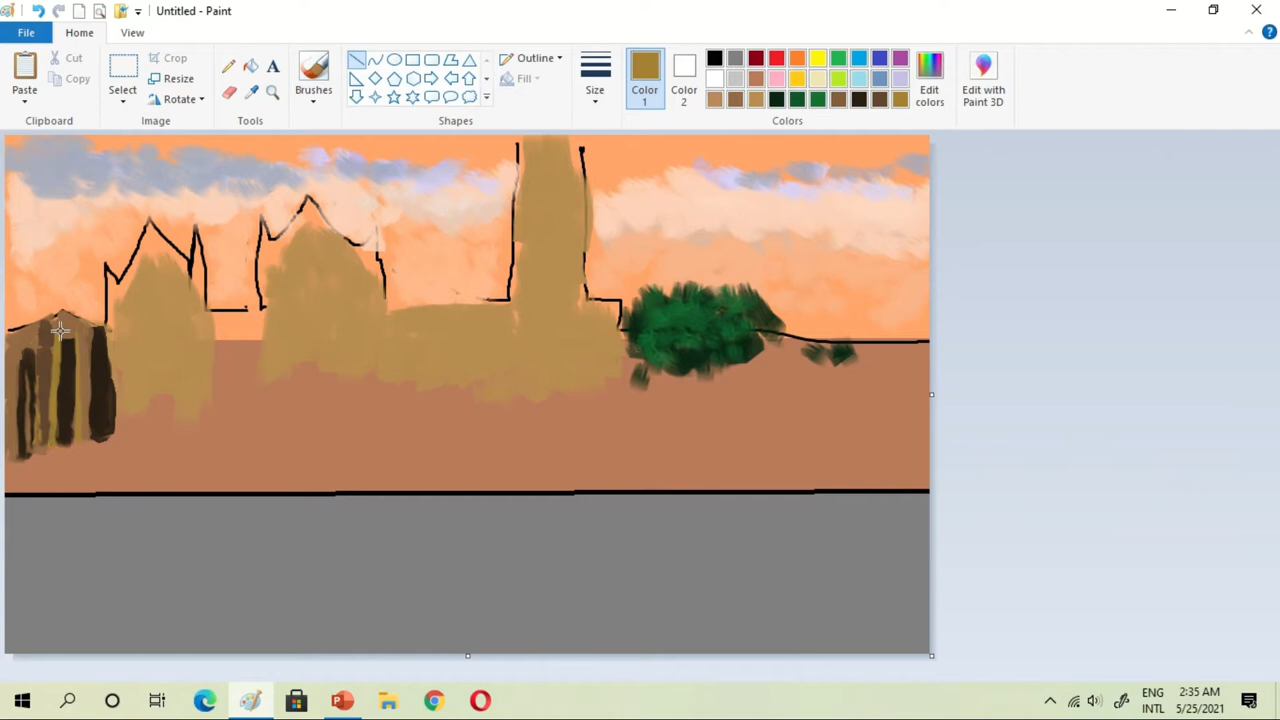 Untitled - Paint
File
Home
View
Paste
Cut
Copy
Clipboard
Select
Crop
Resize
Rotate
Image
A
Tools
Brushes
Shapes
Outline
Fill
Size
Color
1
Color
2
Edit
colors
Colors
Edit with
Paint 3D
ENG
INTL
2:35 AM
5/25/2021